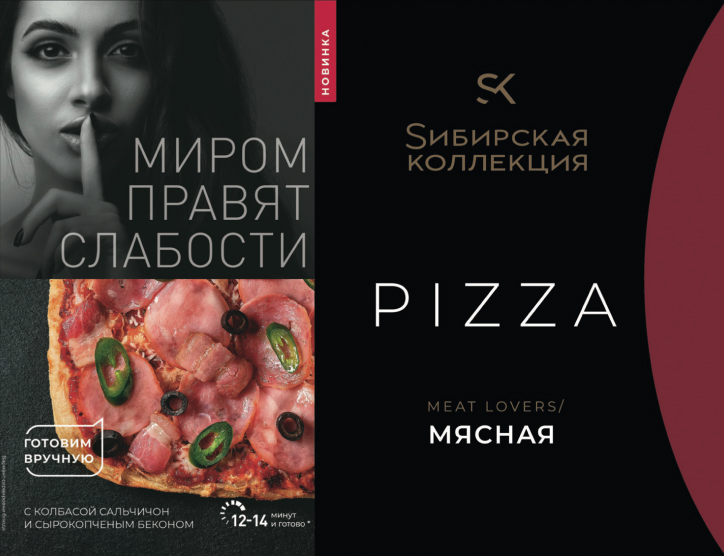 НОВИНКА
МИРОМ
ПРАВЯТ
СЛАБОСТИ
ГОТОВИМ
ВРУЧНУЮ
С КОЛБАСОЙ САЛЬЧИЧОН
И СЫРОКОПЧЕНЫМ БЕКОНОМ
12-14 минут
и готово *
SK
SИБИРСКАЯ
КОЛЛЕКЦИЯ
PIZZA
MEAT LOVERS/
МЯСНАЯ